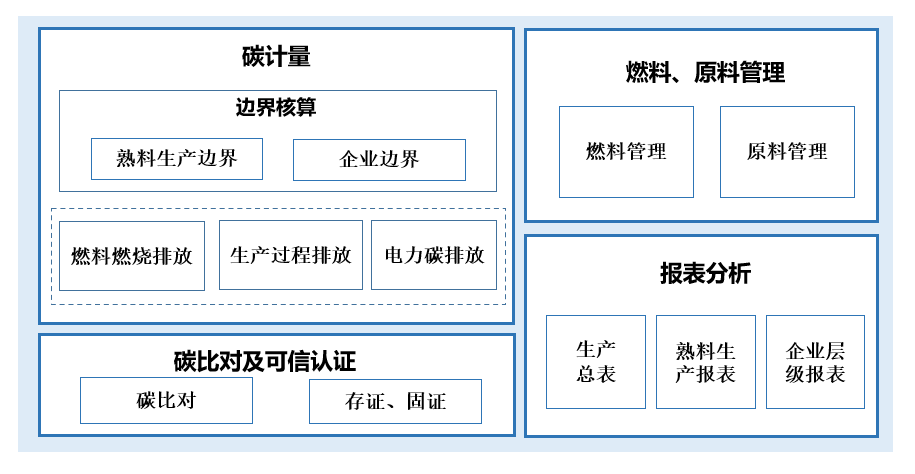 碳计量
边界核算
熟料生产边界
企业边界
燃料燃烧排放
生产过程排放
电力碳排放
碳比对及可信认证
碳比对
存证、固证
燃料、原料管理
燃料管理
原料管理
报表分析
生产
总表
熟料生
产报表
企业层
级报表